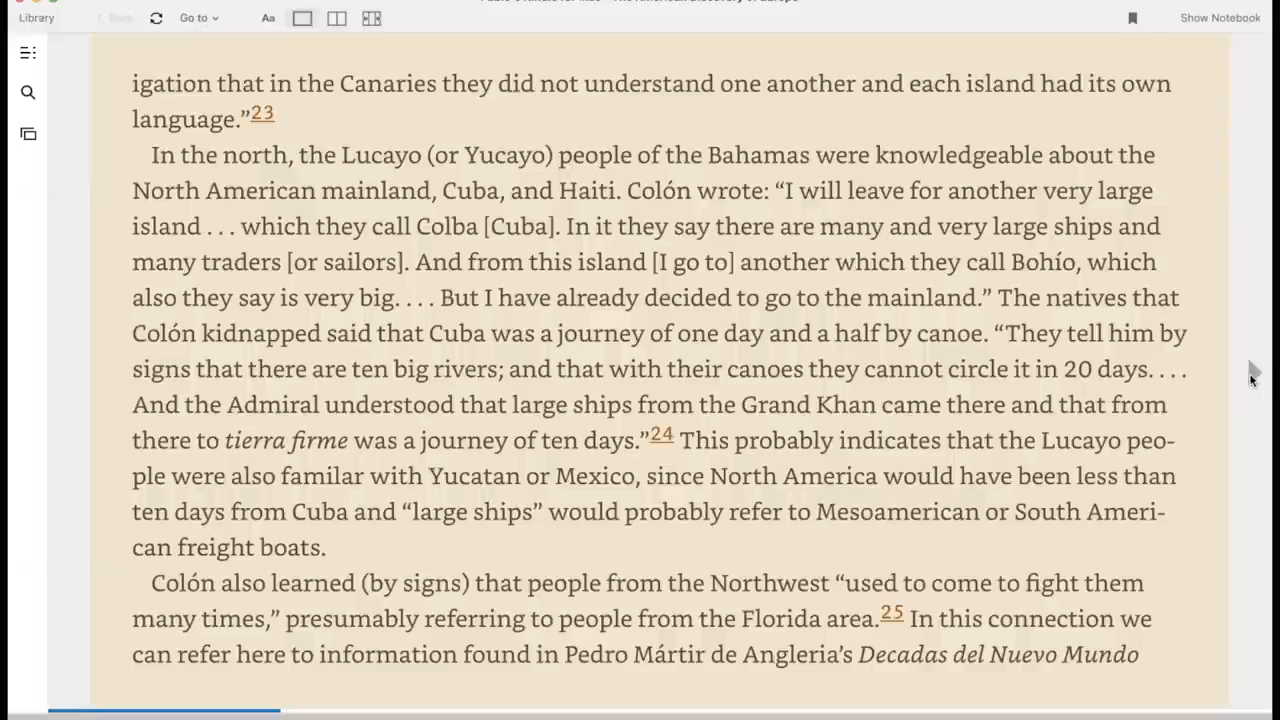 Library
Back
Go to
Aa
Show Notebook
igation that in the Canaries they did not understand one another and each island had its own
language.”23
In the north, the Lucayo (or Yucayo) people of the Bahamas were knowledgeable about the
North American mainland, Cuba, and Haiti. Colón wrote: “I will leave for another very large
island . . . which they call Colba [Cuba]. In it they say there are many and very large ships and
many traders [or sailors]. And from this island [I go to] another which they call Bohío, which
also they say is very big. . . . But I have already decided to go to the mainland.” The natives that
Colón kidnapped said that Cuba was a journey of one day and a half by canoe. “They tell him by
signs that there are ten big rivers; and that with their canoes they cannot circle it in 20 days. . . .
And the Admiral understood that large ships from the Grand Khan came there and that from
there to tierra firme was a journey of ten days.”24 This probably indicates that the Lucayo peo-
ple were also familar with Yucatan or Mexico, since North America would have been less than
ten days from Cuba and “large ships” would probably refer to Mesoamerican or South Ameri-
can freight boats.
Colón also learned (by signs) that people from the Northwest “used to come to fight them
many times,” presumably referring to people from the Florida area.25 In this connection we
can refer here to information found in Pedro Mártir de Angleria’s Decadas del Nuevo Mundo